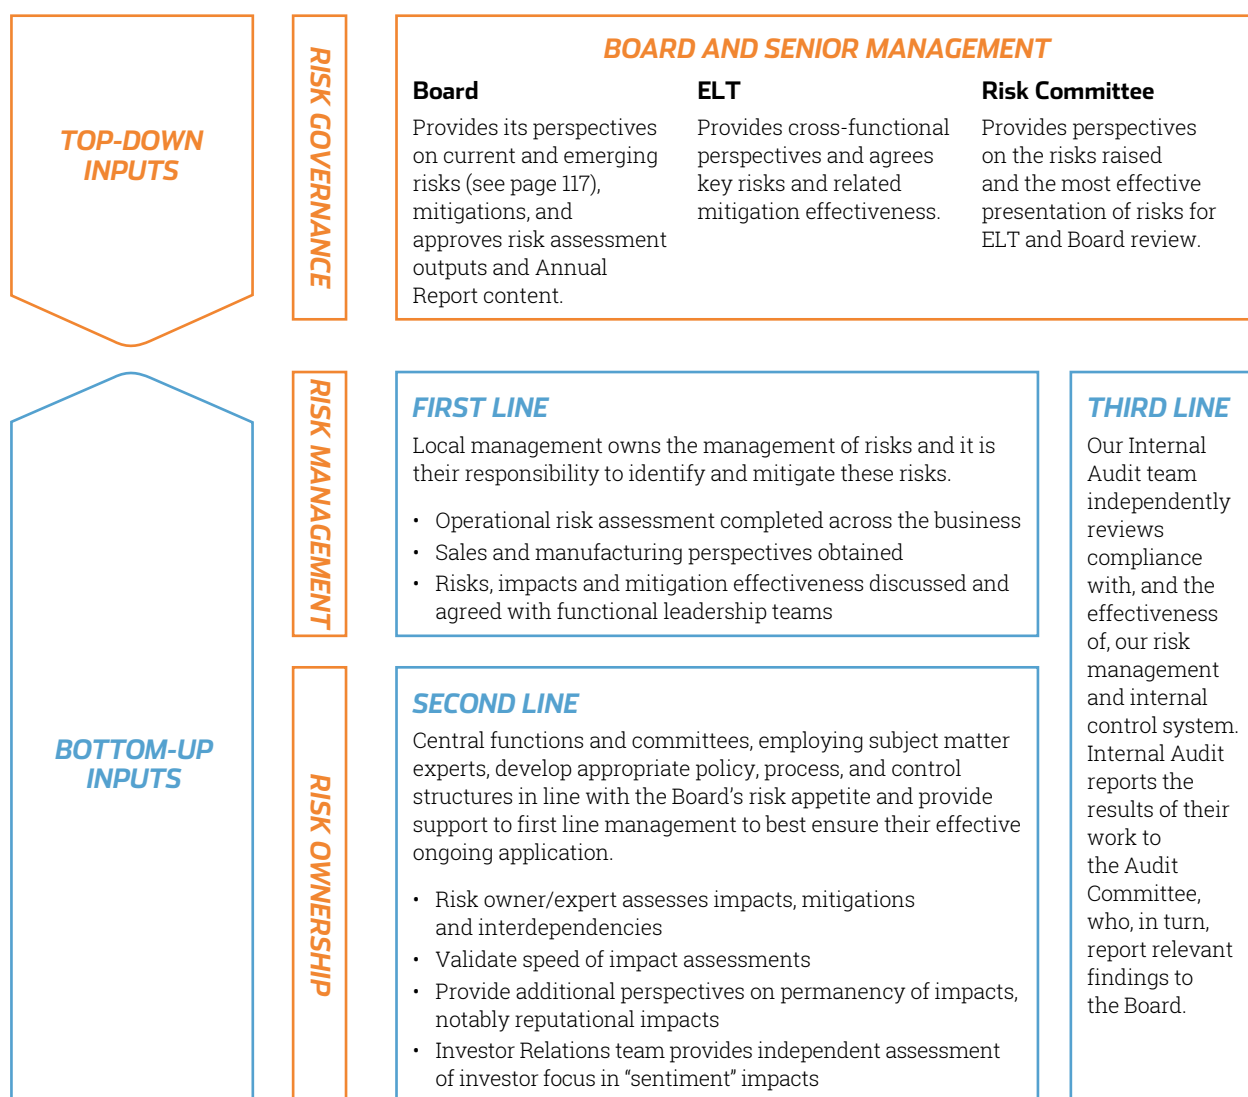 TOP-DOWN
INPUTS
RISK GOVERNANCE
BOARD AND SENIOR MANAGEMENT
Board
Provides its perspectives
on current and emerging
risks (see page 117),
mitigations, and
approves risk assessment
outputs and Annual
Report content.
ELT
Provides cross-functional
perspectives and agrees
key risks and related
mitigation effectiveness.
Risk Committee
Provides perspectives
on the risks raised
and the most effective
presentation of risks for
ELT and Board review.
BOTTOM-UP
INPUTS
RISK MANAGEMENT
FIRST LINE
Local management owns the management of risks and it is
their responsibility to identify and mitigate these risks.
• Operational risk assessment completed across the business
• Sales and manufacturing perspectives obtained
• Risks, impacts and mitigation effectiveness discussed and
agreed with functional leadership teams
RISK OWNERSHIP
SECOND LINE
Central functions and committees, employing subject matter
experts, develop appropriate policy, process, and control
structures in line with the Board’s risk appetite and provide
support to first line management to best ensure their effective
ongoing application.
• Risk owner/expert assesses impacts, mitigations
and interdependencies
• Validate speed of impact assessments
• Provide additional perspectives on permanency of impacts,
notably reputational impacts
• Investor Relations team provides independent assessment
of investor focus in “sentiment” impacts
THIRD LINE
Our Internal
Audit team
independently
reviews
compliance
with, and the
effectiveness
of, our risk
management
and internal
control system.
Internal Audit
reports the
results of their
work to
the Audit
Committee,
who, in turn,
report relevant
findings to
the Board.